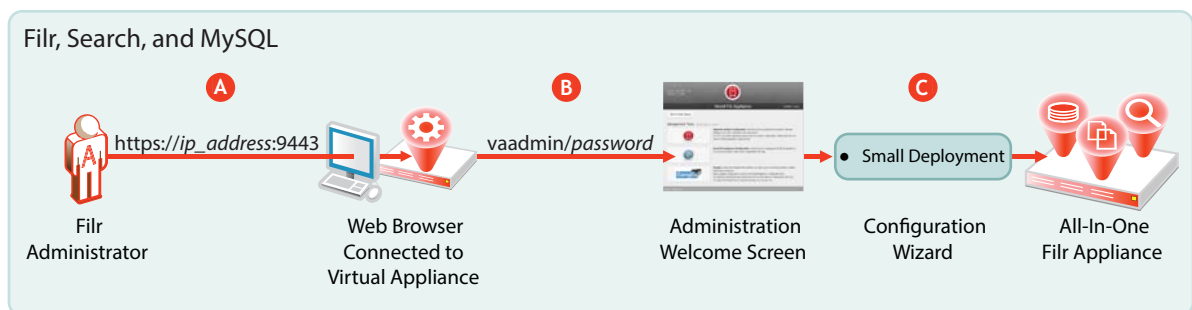 Filr, Search, and MySQL
A
B
C
A
https://ip_address:9443
vaadmin/password
• Small Deployment
Filr
Administrator
Web Browser
Connected to
Virtual Appliance
Administration
Welcome Screen
Configuration
Wizard
All-In-One
Filr Appliance